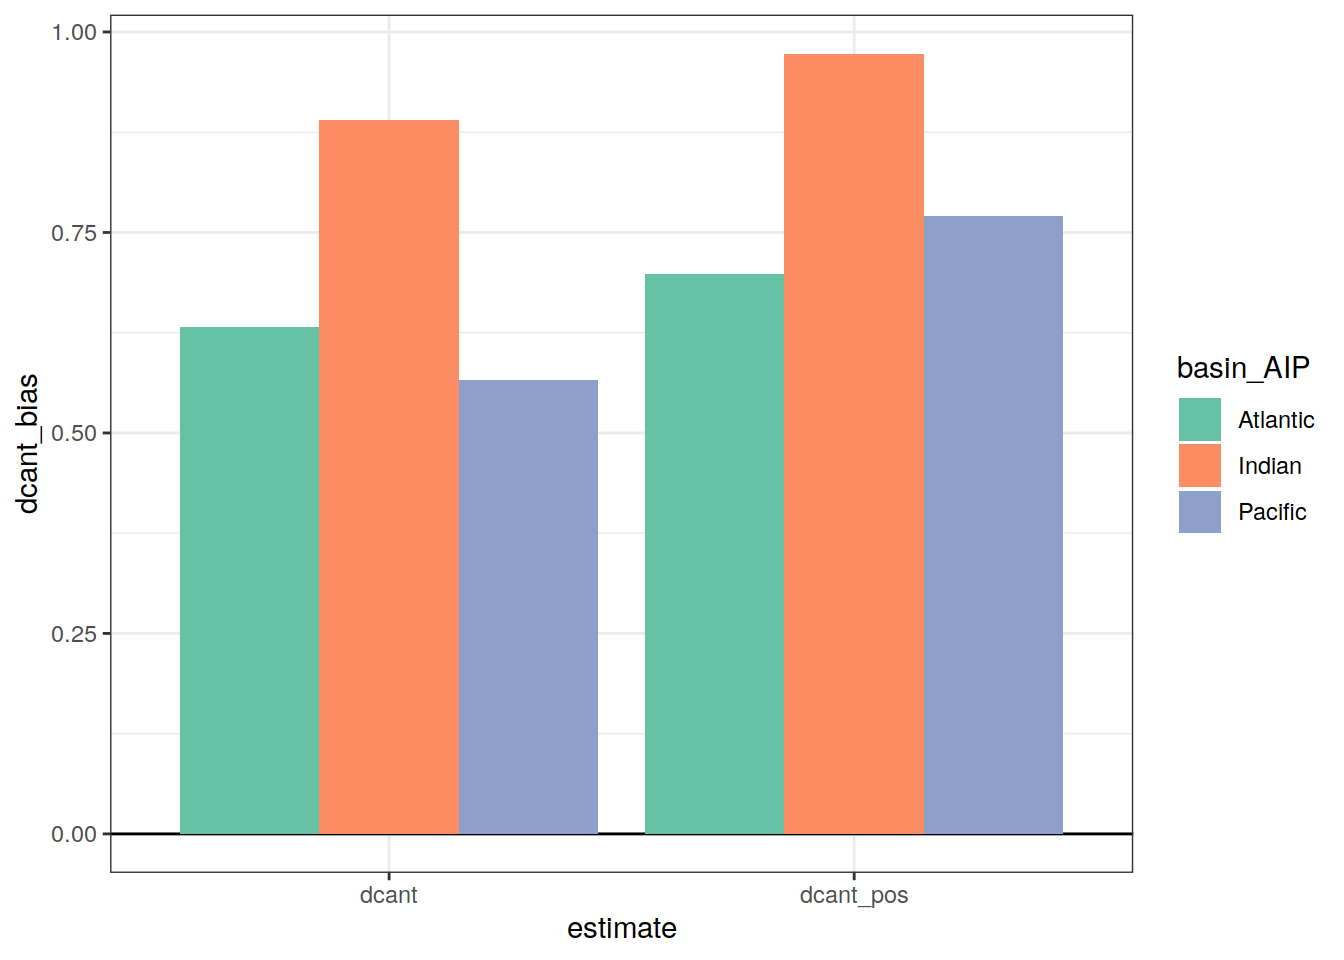 1.00
0.75
0.50
0.25
0.00
dcant_bias
dcant
dcant_pos
estimate
basin_AIP
Atlantic
Indian
Pacific